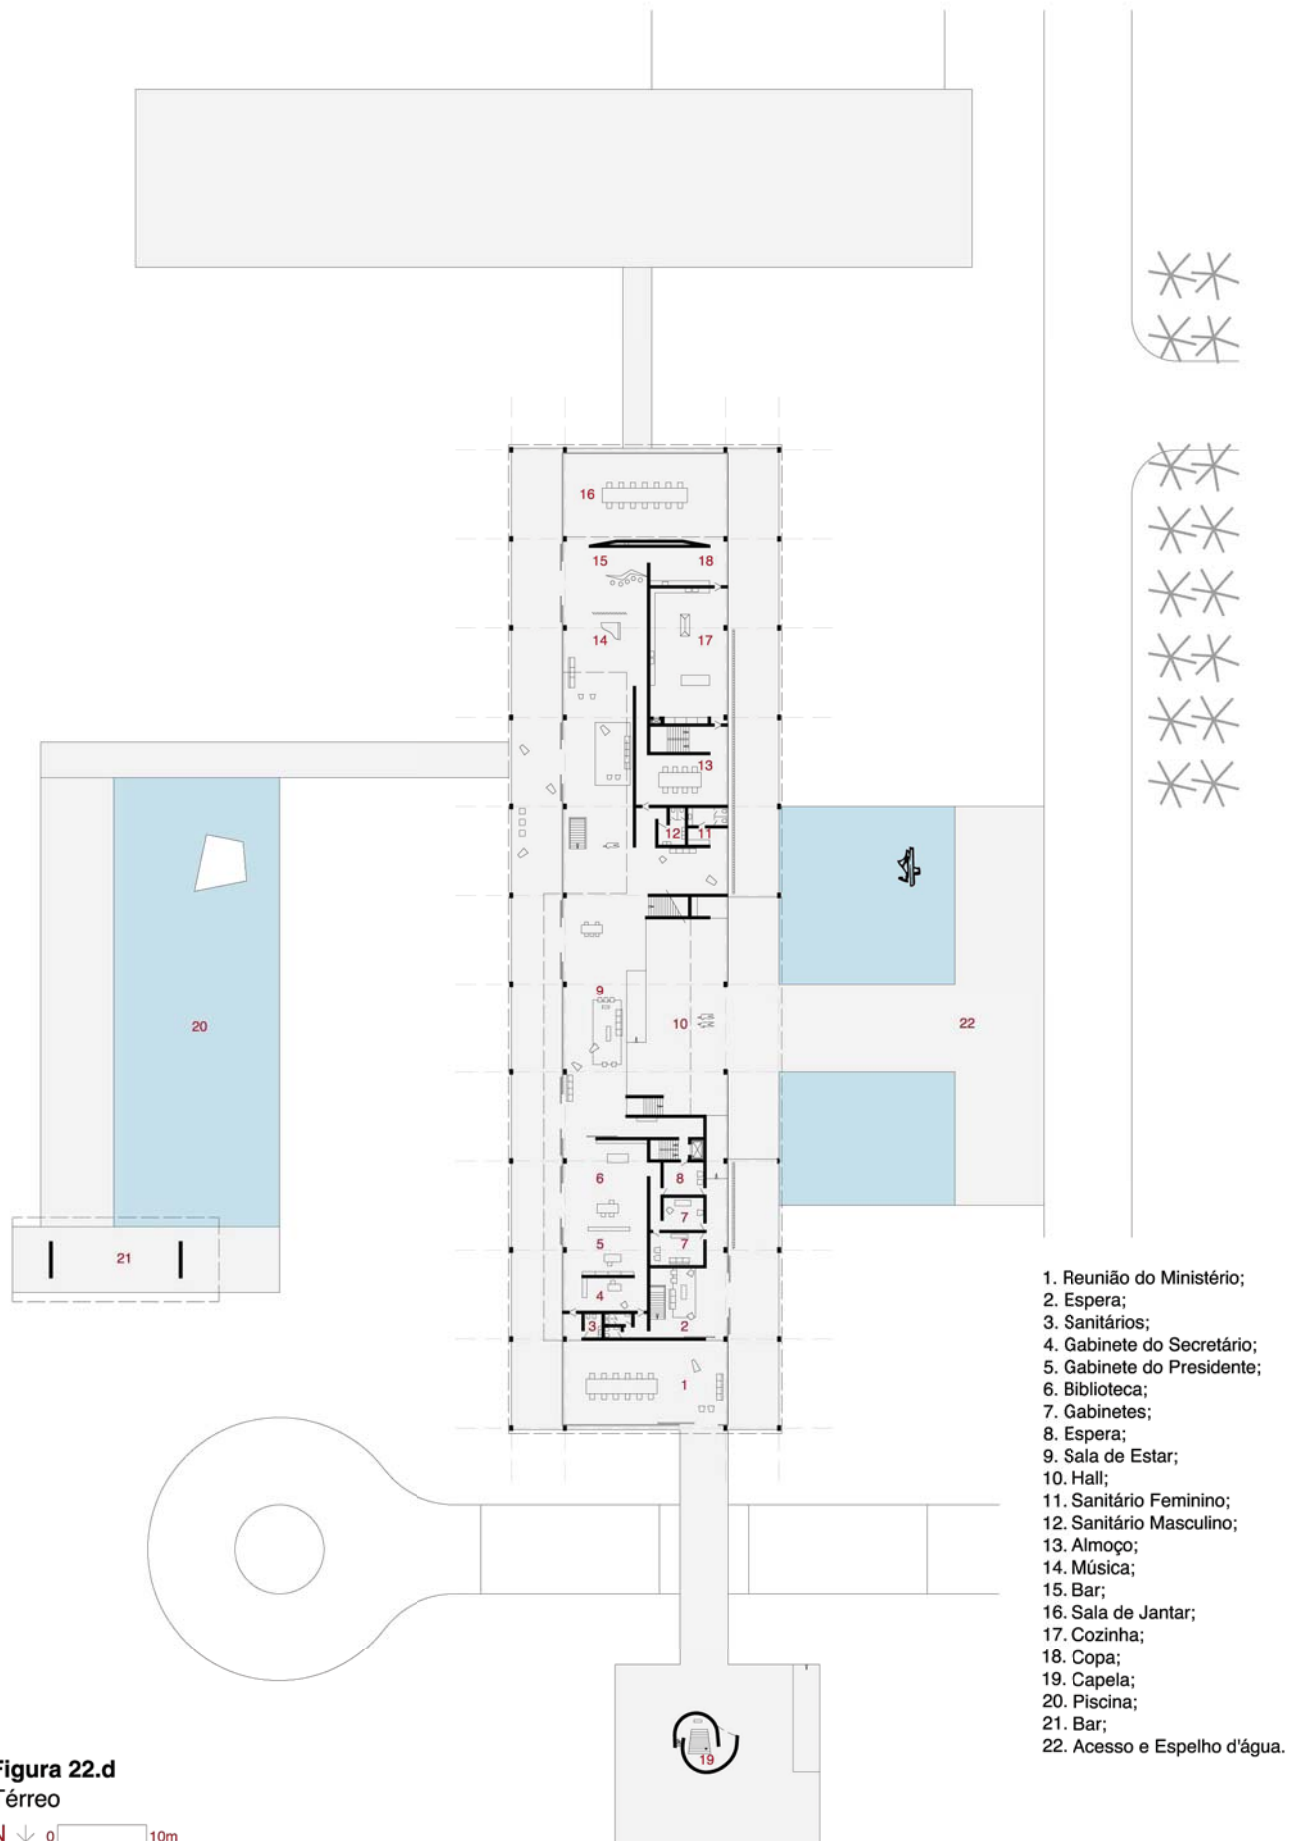 16
15
18
14
17
13
12
11
9
10
20
22
6
8
7
5
7
21
4
3
2
1
1. Reunião do Ministério;
2. Espera;
3. Sanitários;
4. Gabinete do Secretário;
5. Gabinete do Presidente;
6. Biblioteca;
7. Gabinetes;
8. Espera;
9. Sala de Estar;
10. Hall;
11. Sanitário Feminino;
12. Sanitário Masculino;
13. Almoço;
14. Música;
15. Bar;
16. Sala de Jantar;
17. Cozinha;
18. Copa;
19. Capela;
20. Piscina;
21. Bar;
22. Acesso e Espelho d'água.
19
Figura 22.d
Térreo
N 0 10m